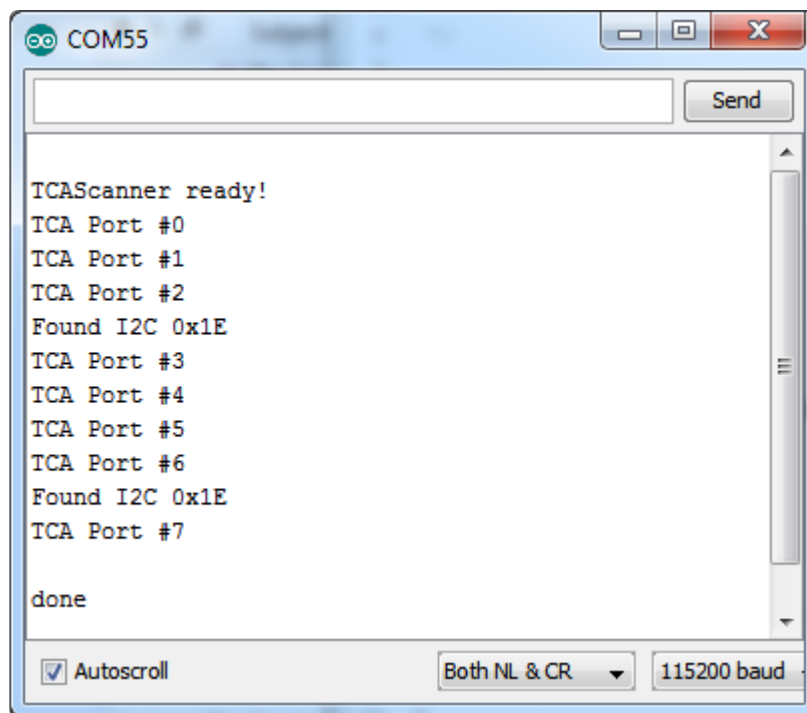 COM55
Send
TCAScanner ready!
TCA Port #0
TCA Port #1
TCA Port #2
Found I2C 0x1E
TCA Port #3
TCA Port #4
TCA Port #5
TCA Port #6
Found I2C 0x1E
TCA Port #7
done
Autoscroll Both NL & CR 115200 baud